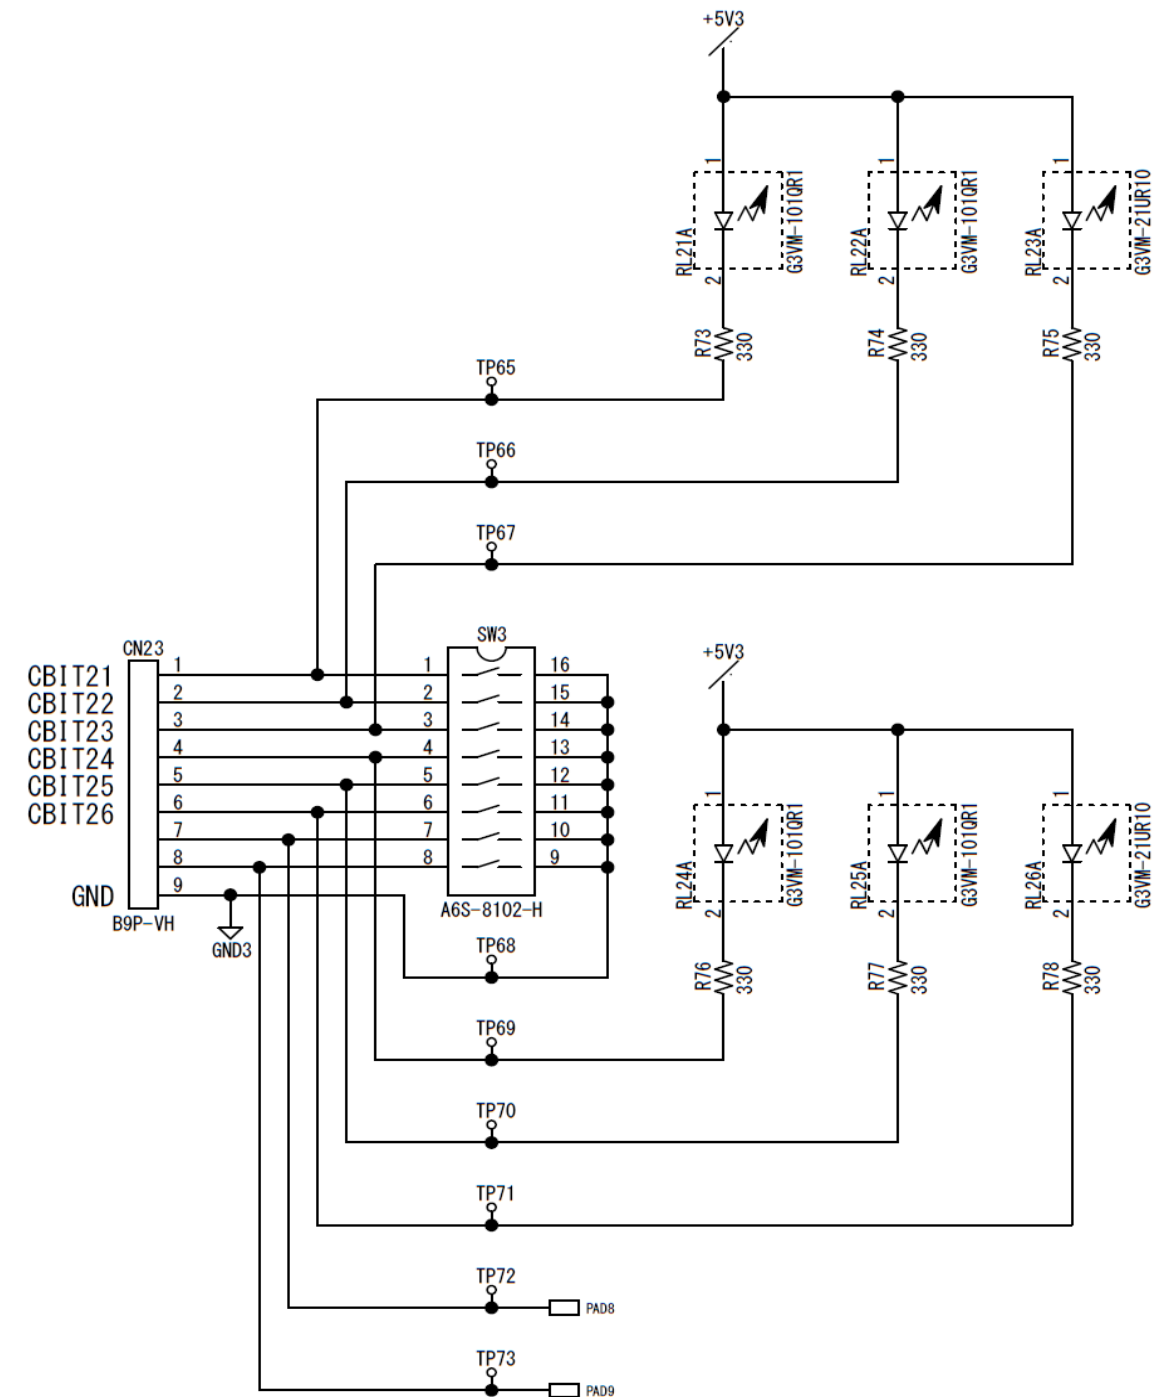 +5V3
1
1
1
RL21A
G3VM-101QR1
RL22A
G3VM-101QR1
RL23A
G3VM-21UR10
2
2
2
R73
330
R74
330
R75
330
TP65
TP66
TP67
CN23
SW3
+5V3
CBIT21
1
1
16
CBIT22
2
2
15
CBIT23
3
3
14
CBIT24
4
4
13
CBIT25
5
5
12
CBIT26
6
6
11
7
7
10
8
8
9
GND
9
B9P-VH
A6S-8102-H
GND3
1
1
1
RL24A
G3VM-101QR1
RL25A
G3VM-101QR1
RL26A
G3VM-21UR10
2
2
2
TP68
R76
330
R77
330
R78
330
TP69
TP70
TP71
TP72
PAD8
TP73
PAD9